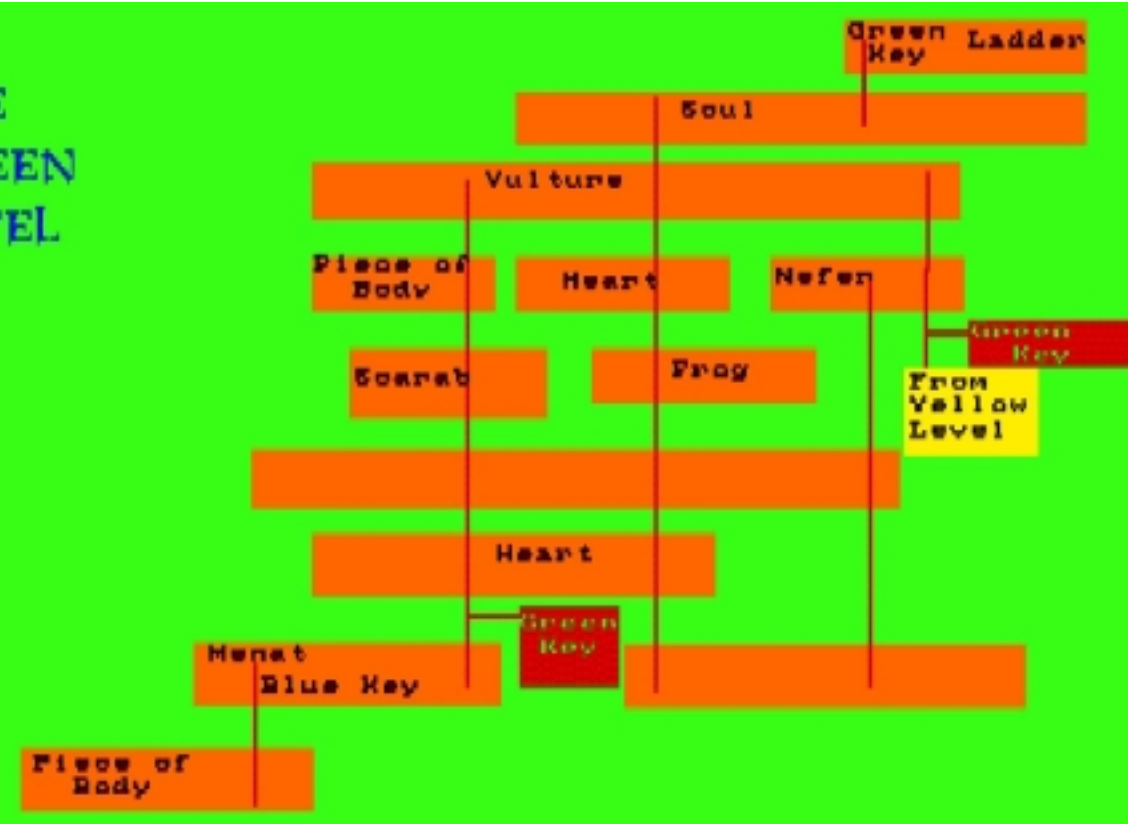 Green Ladder
Key
E
Soul
EEN
Vulture
VEL
Piece of Heart Nefer
Body
Green
Key
Scarab Frog
From
Yellow
Level
Heart
Green
Key
Menat
Blue Key
Piece of
Body